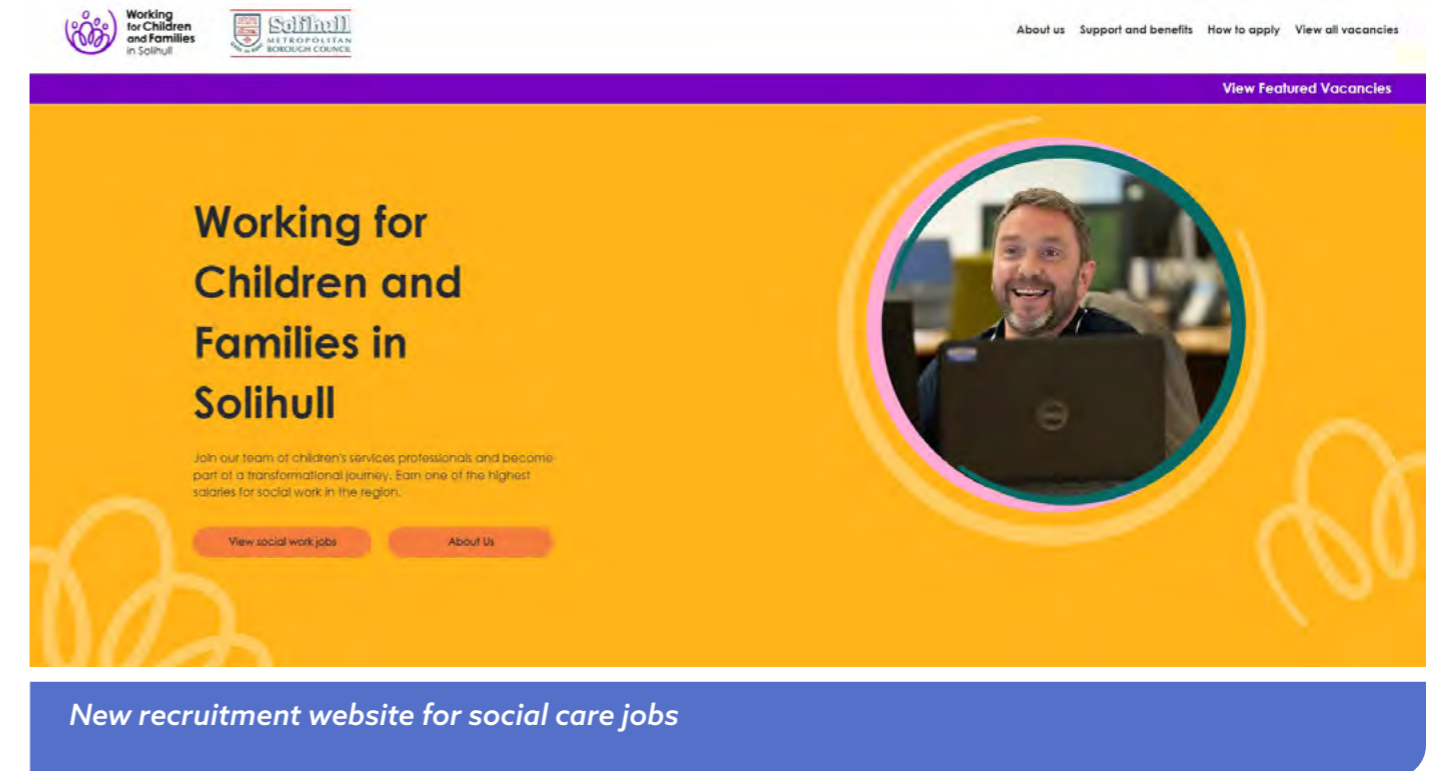 Working
for Children
and Families
in Solihull
Solihull
METROPOLITAN
BOROUGH COUNCIL
About us Support and benefits How to apply View all vacancies
View Featured Vacancies
Working for
Children and
Families in
Solihull
Join our team of children's services professionals and become
part of a transformational journey. Earn one of the highest
salaries for social work in the region.
View social work jobs About Us
DELL
New recruitment website for social care jobs